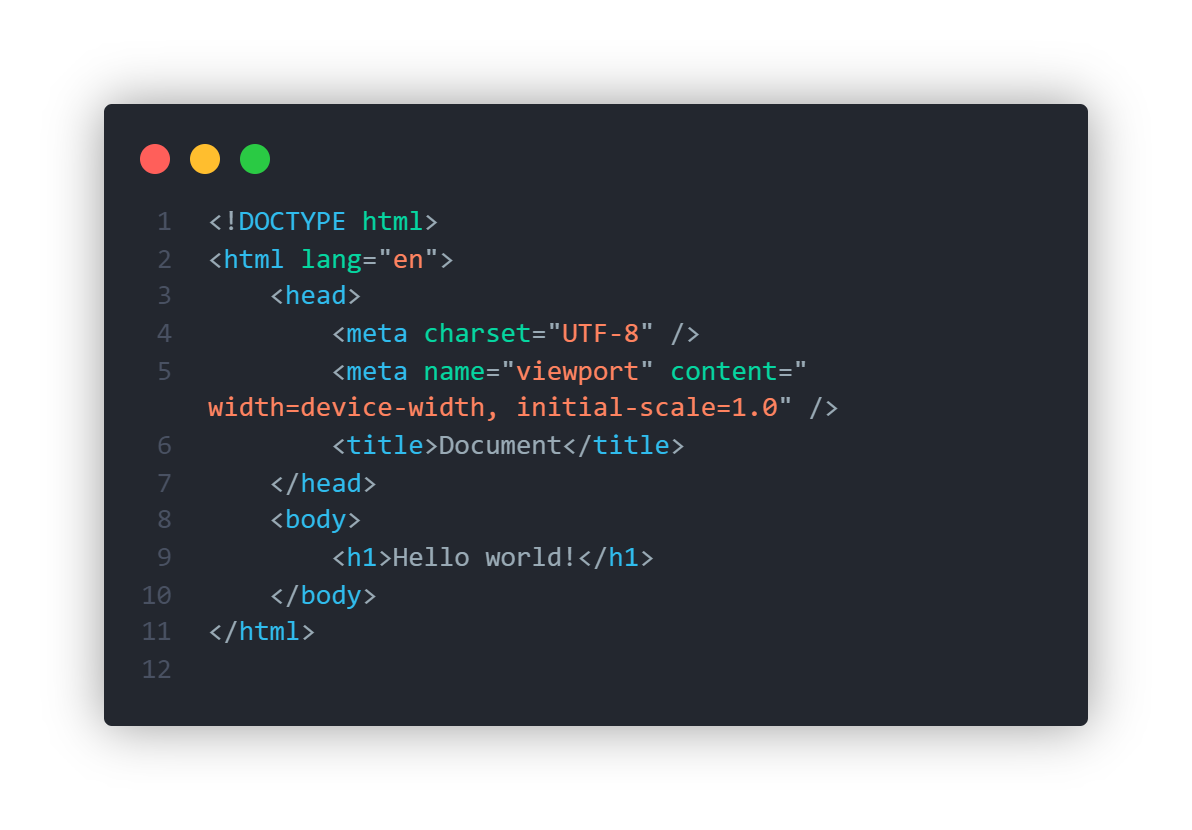 1 <!DOCTYPE html>
2 <html lang="en">
3     <head>
4         <meta charset="UTF-8" />
5         <meta name="viewport" content="
width=device-width, initial-scale=1.0" />
6         <title>Document</title>
7     </head>
8     <body>
9         <h1>Hello world!</h1>
10     </body>
11 </html>
12